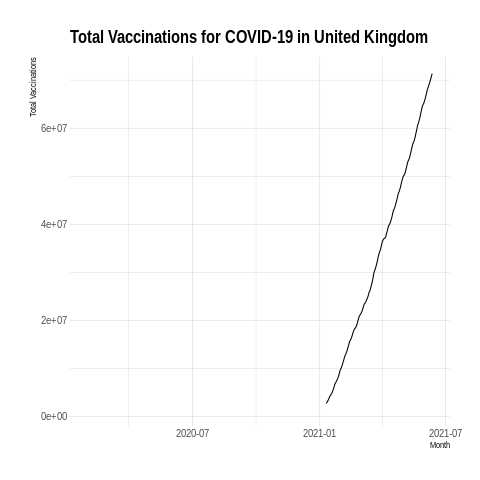 Total Vaccinations for COVID-19 in United Kingdom
Total Vaccinations
6e+07
4e+07
2e+07
0e+00
2020-07 2021-01 2021-07
Month